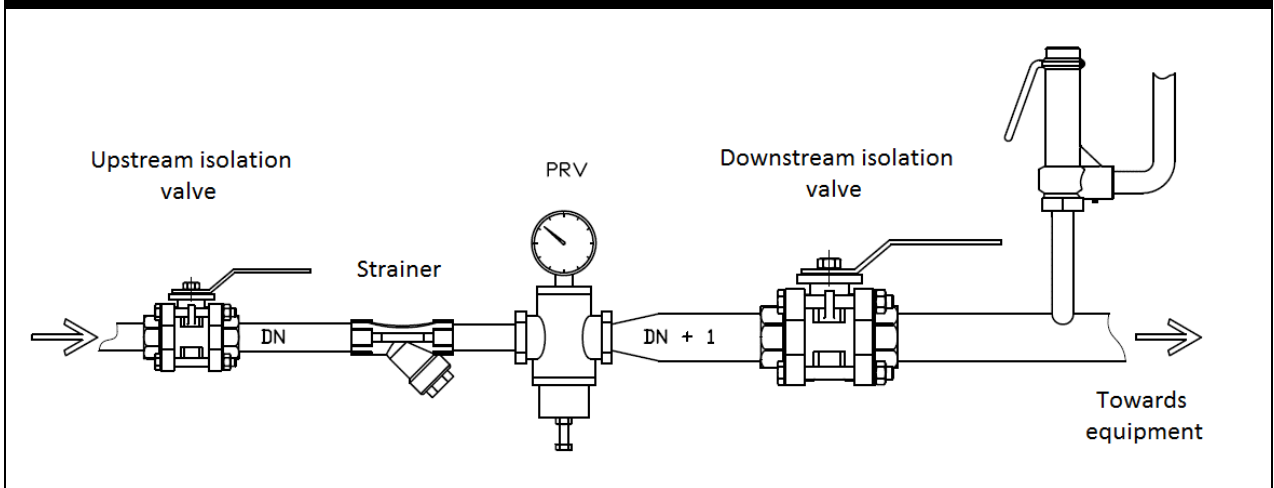 Upstream isolation
valve
Strainer
PRV
Downstream isolation
valve
DN
DN + 1
Towards
equipment